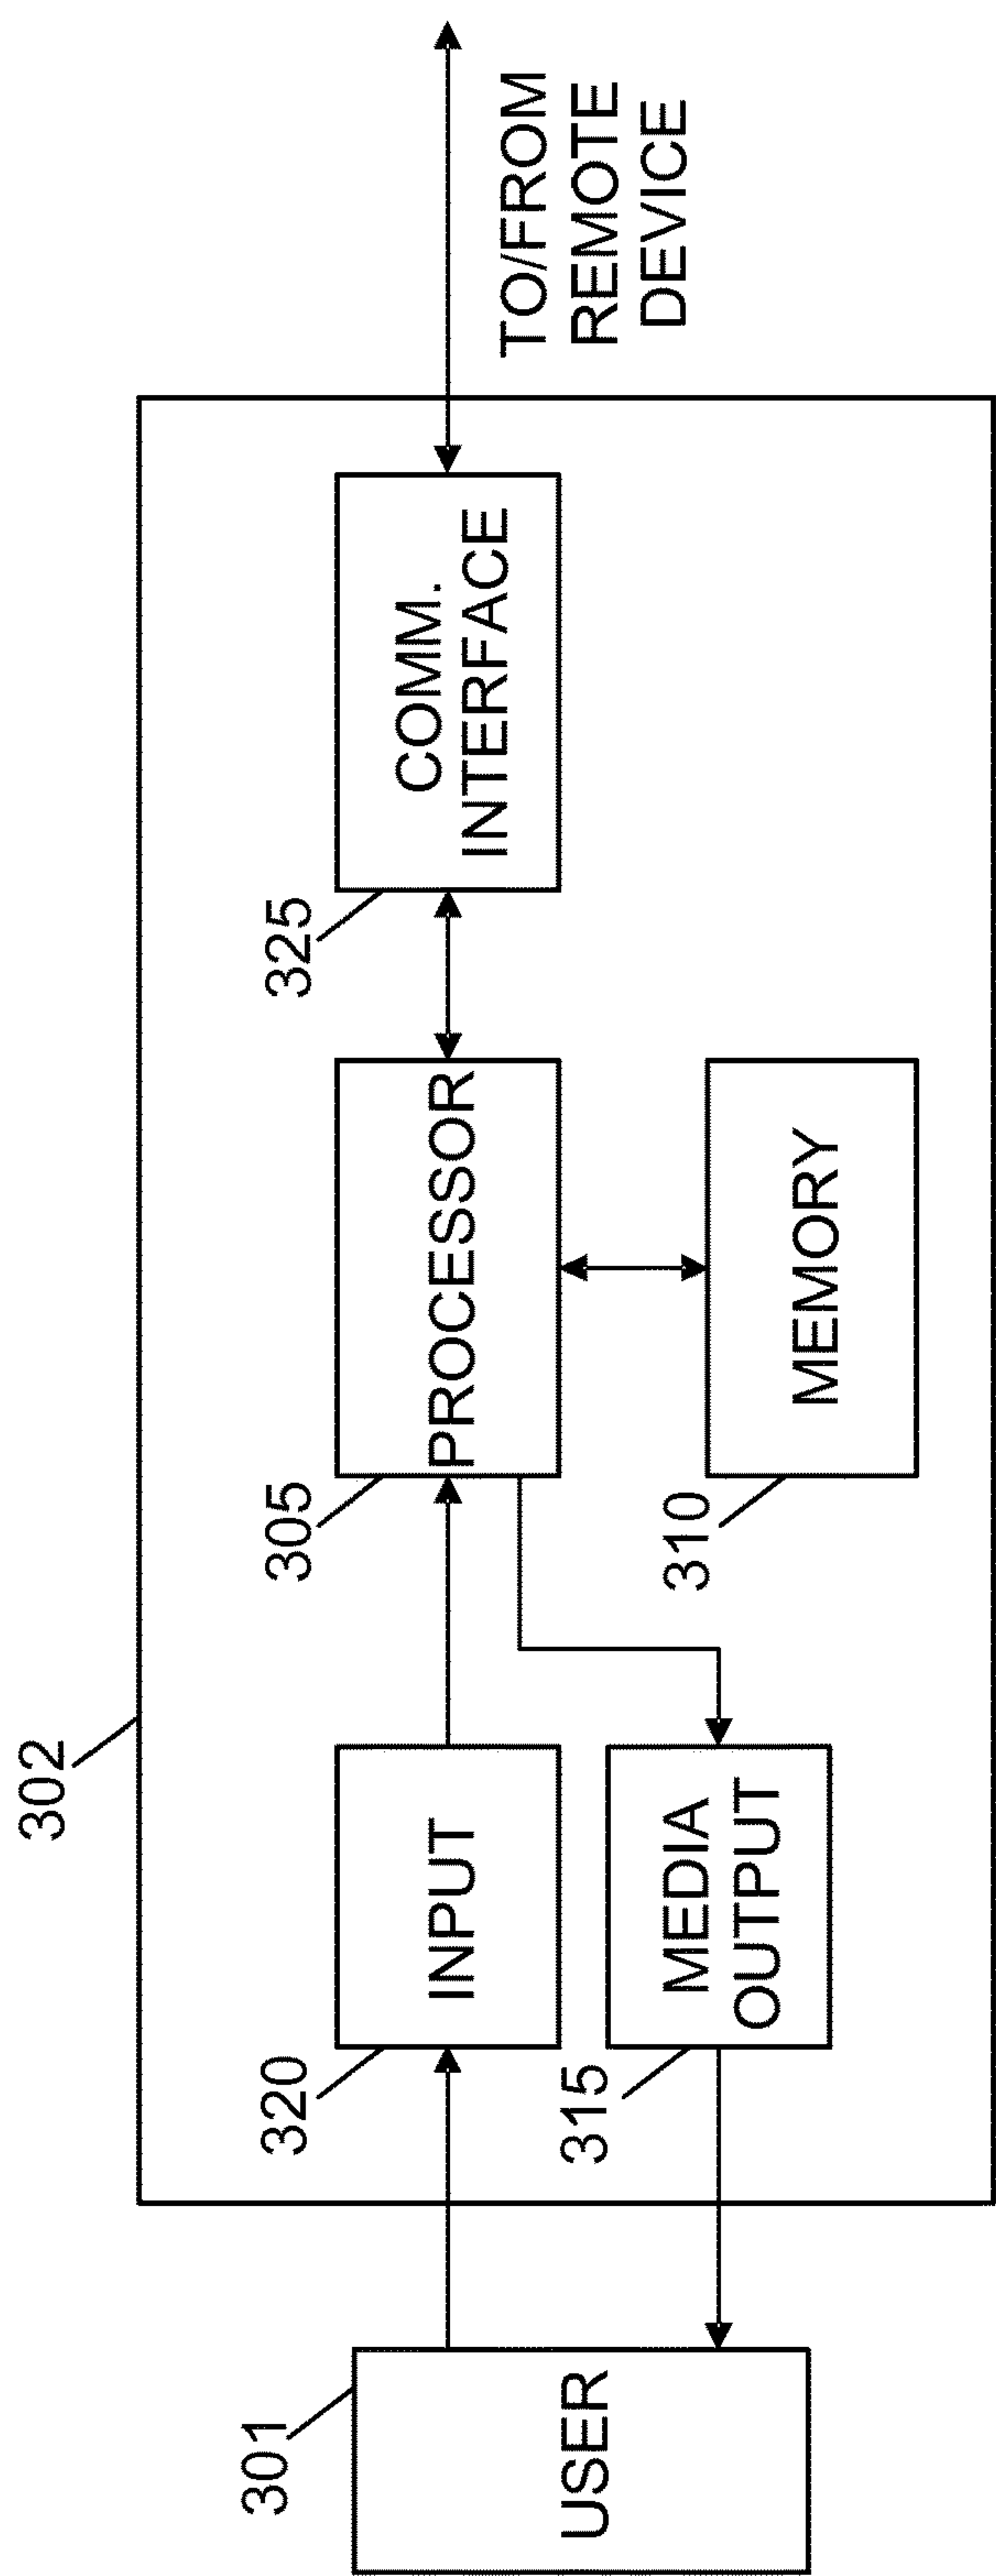 302
301
USER
320
INPUT
315
MEDIA
OUTPUT
305
PROCESSOR
310
MEMORY
325
COMM.
INTERFACE
TO/FROM
REMOTE
DEVICE